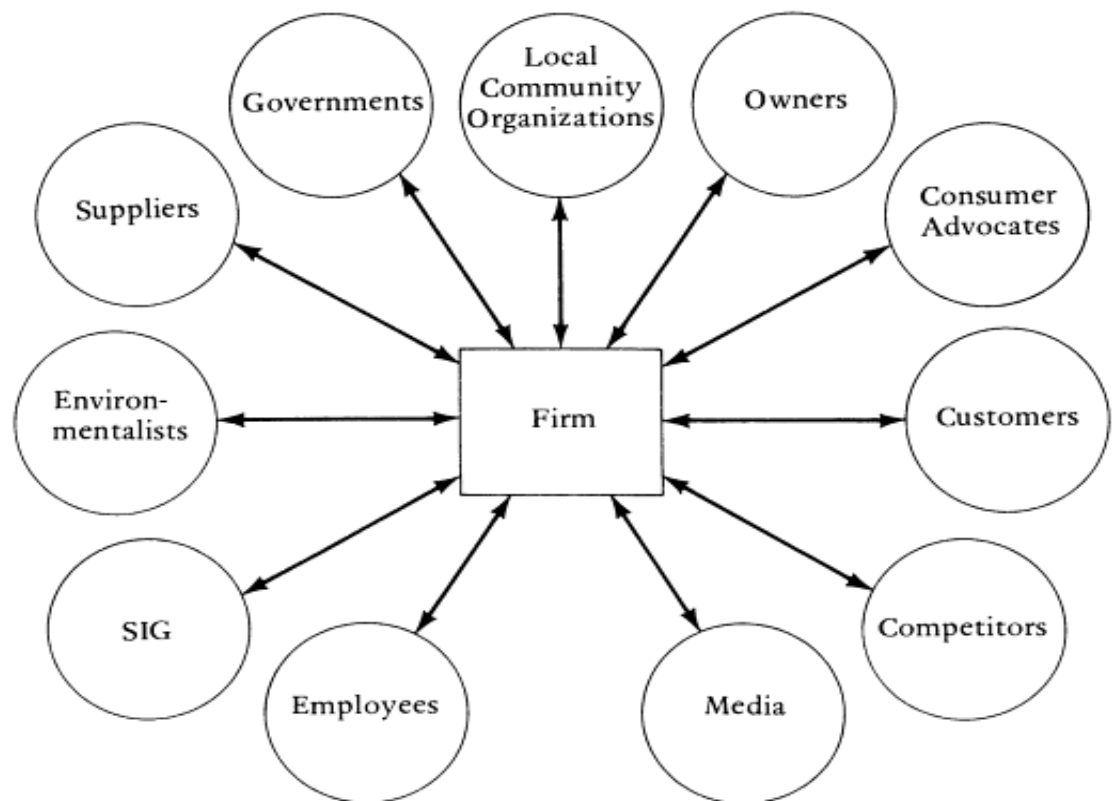 Governments
Local
Community
Organizations
Owners
Suppliers
Consumer
Advocates
Environ-
mentalists
Firm
Customers
SIG
Employees
Media
Competitors